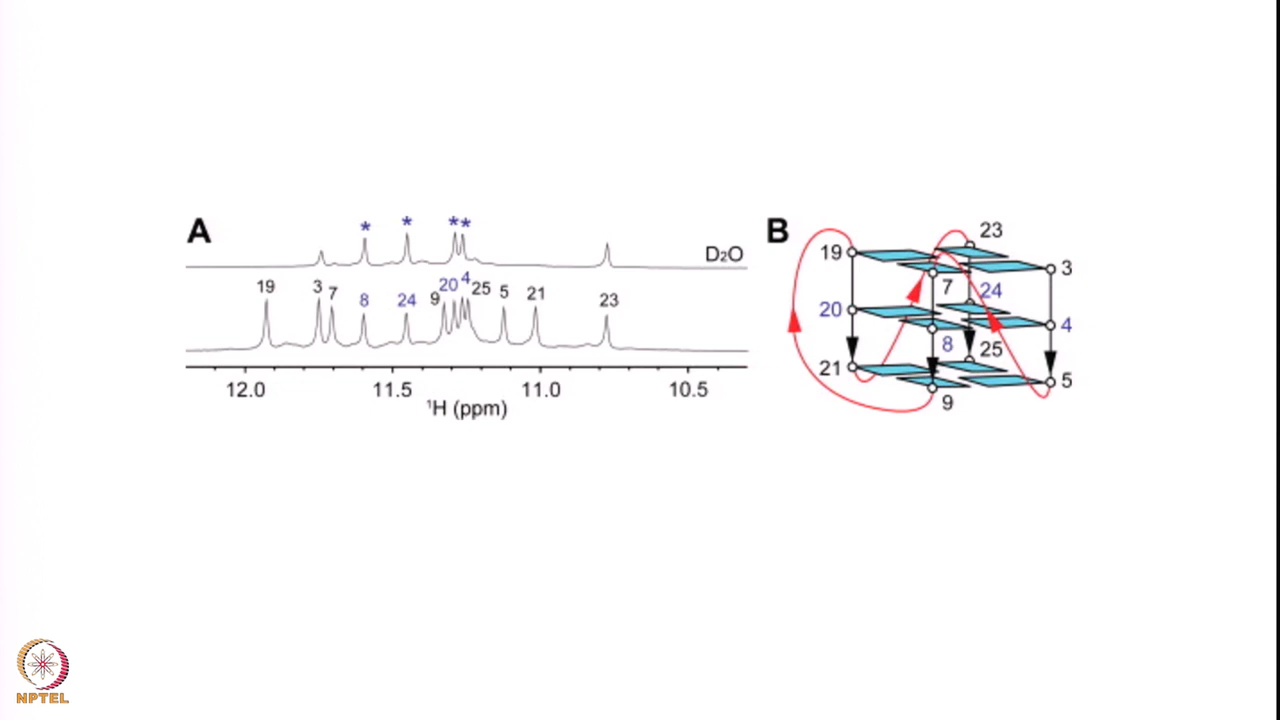 A
* * * *
D₂O
19 3 7 8 24 9 20 4 25 5 21 23
12.0 11.5 11.0 10.5
¹H (ppm)
B
23
19
3
7
24
20
4
8
25
21
5
9
NPTEL